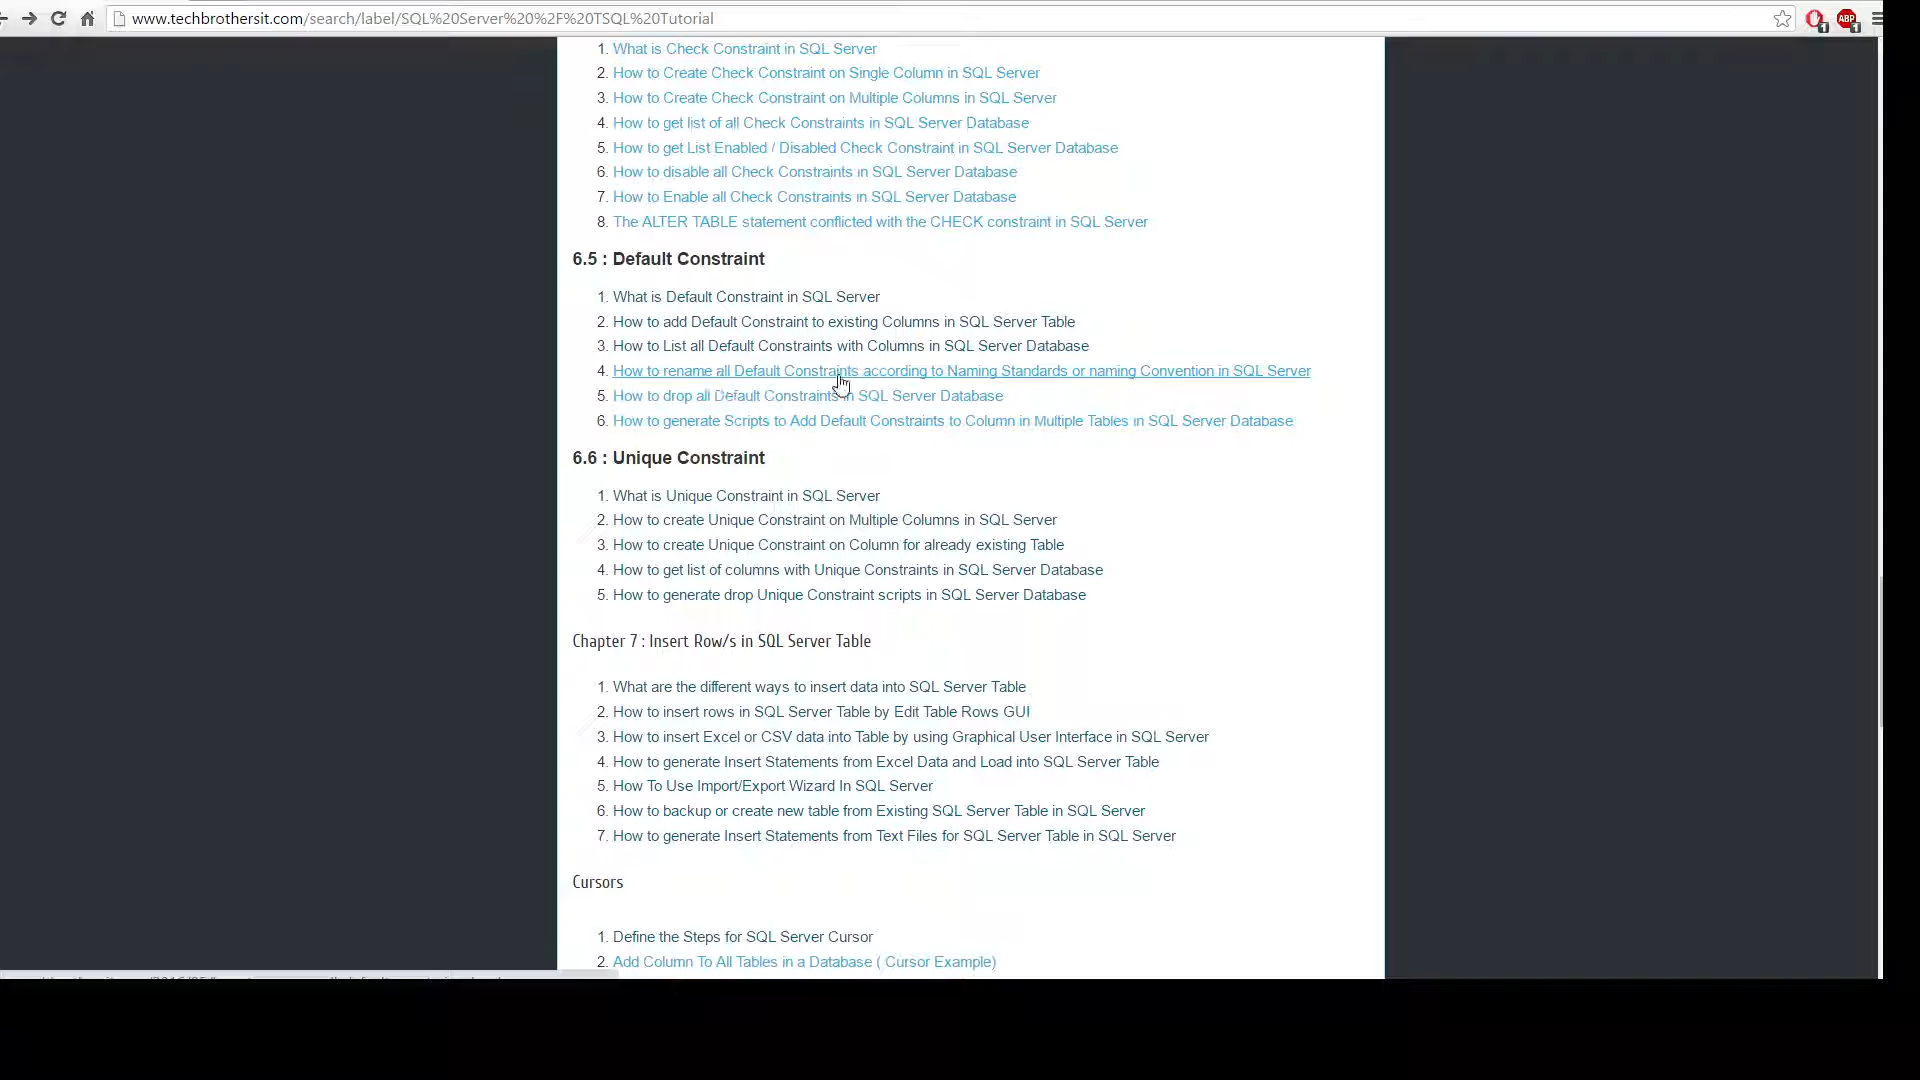 www.techbrothersit.com/search/label/SQL%20Server%20%2F%20TSQL%20Tutorial
1
ABP
1
1. What is Check Constraint in SQL Server
2. How to Create Check Constraint on Single Column in SQL Server
3. How to Create Check Constraint on Multiple Columns in SQL Server
4. How to get list of all Check Constraints in SQL Server Database
5. How to get List Enabled / Disabled Check Constraint in SQL Server Database
6. How to disable all Check Constraints in SQL Server Database
7. How to Enable all Check Constraints in SQL Server Database
8. The ALTER TABLE statement conflicted with the CHECK constraint in SQL Server
6.5 : Default Constraint
1. What is Default Constraint in SQL Server
2. How to add Default Constraint to existing Columns in SQL Server Table
3. How to List all Default Constraints with Columns in SQL Server Database
4. How to rename all Default Constraints according to Naming Standards or naming Convention in SQL Server
5. How to drop all Default Constraints in SQL Server Database
6. How to generate Scripts to Add Default Constraints to Column in Multiple Tables in SQL Server Database
6.6 : Unique Constraint
1. What is Unique Constraint in SQL Server
2. How to create Unique Constraint on Multiple Columns in SQL Server
3. How to create Unique Constraint on Column for already existing Table
4. How to get list of columns with Unique Constraints in SQL Server Database
5. How to generate drop Unique Constraint scripts in SQL Server Database
Chapter 7 : Insert Row/s in SQL Server Table
1. What are the different ways to insert data into SQL Server Table
2. How to insert rows in SQL Server Table by Edit Table Rows GUI
3. How to insert Excel or CSV data into Table by using Graphical User Interface in SQL Server
4. How to generate Insert Statements from Excel Data and Load into SQL Server Table
5. How To Use Import/Export Wizard In SQL Server
6. How to backup or create new table from Existing SQL Server Table in SQL Server
7. How to generate Insert Statements from Text Files for SQL Server Table in SQL Server
Cursors
1. Define the Steps for SQL Server Cursor
2. Add Column To All Tables in a Database ( Cursor Example)